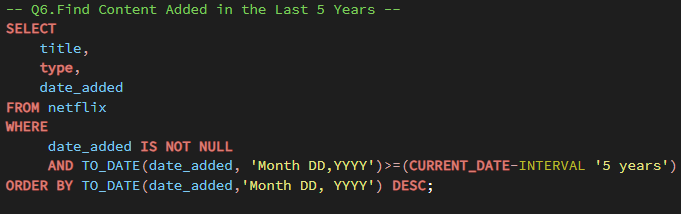 -- Q6.Find Content Added in the Last 5 Years --
SELECT
    title,
    type,
    date_added
FROM netflix
WHERE
     date_added IS NOT NULL
     AND TO_DATE(date_added, 'Month DD,YYYY')>=(CURRENT_DATE-INTERVAL '5 years')
ORDER BY TO_DATE(date_added,'Month DD, YYYY') DESC;